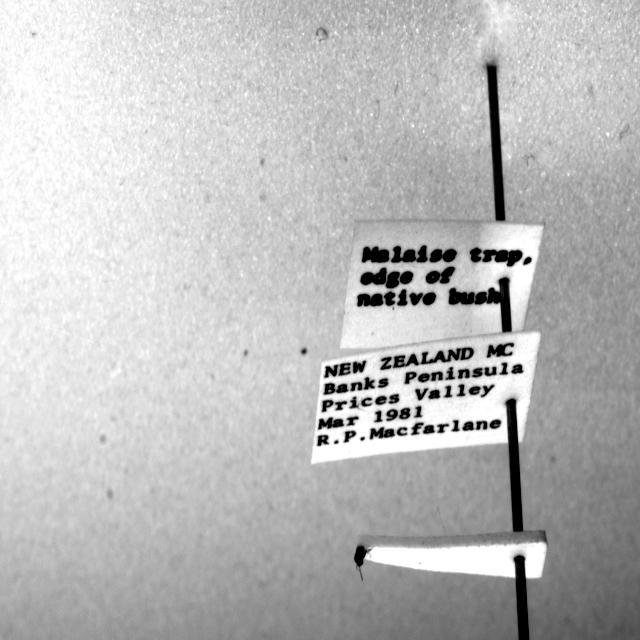 Malaise trap,
edge of
native bush
NEW ZEALAND MC
Banks Peninsula
Prices Valley
Mar 1981
R.P.Macfarlane